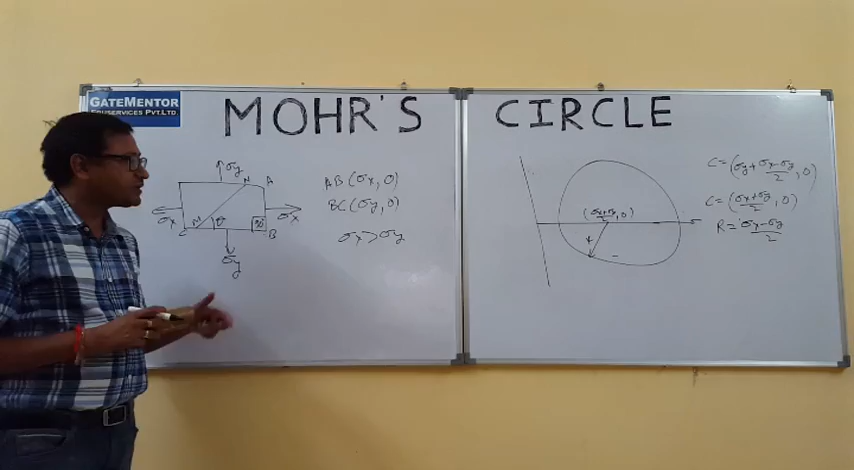 GATEMENTOR
EDUSERVICES PVT.LTD.
MOHR'S CIRCLE
σy
N A
σx σx
M θ 90
C B
σy
AB (σx, 0)
BC (σy, 0)
σx > σy
(σx+σy/2, 0)
σ
R
C = (σy + σx-σy/2, 0)
C = (σx+σy/2, 0)
R = σx-σy/2